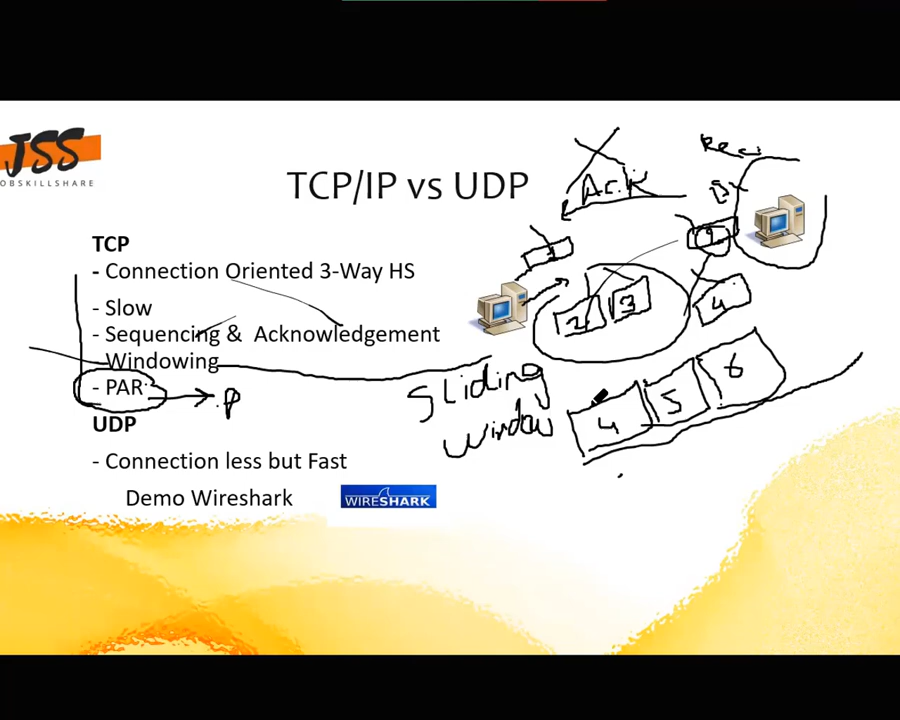 JSS
OBSKILLSHARE
TCP/IP vs UDP
TCP
- Connection Oriented 3-Way HS
- Slow
- Sequencing & Acknowledgement
Windowing
- PAR
.P
UDP
- Connection less but Fast
Demo Wireshark
WIRESHARK
Ack
2
3
4
Sliding
Window
4
5
6